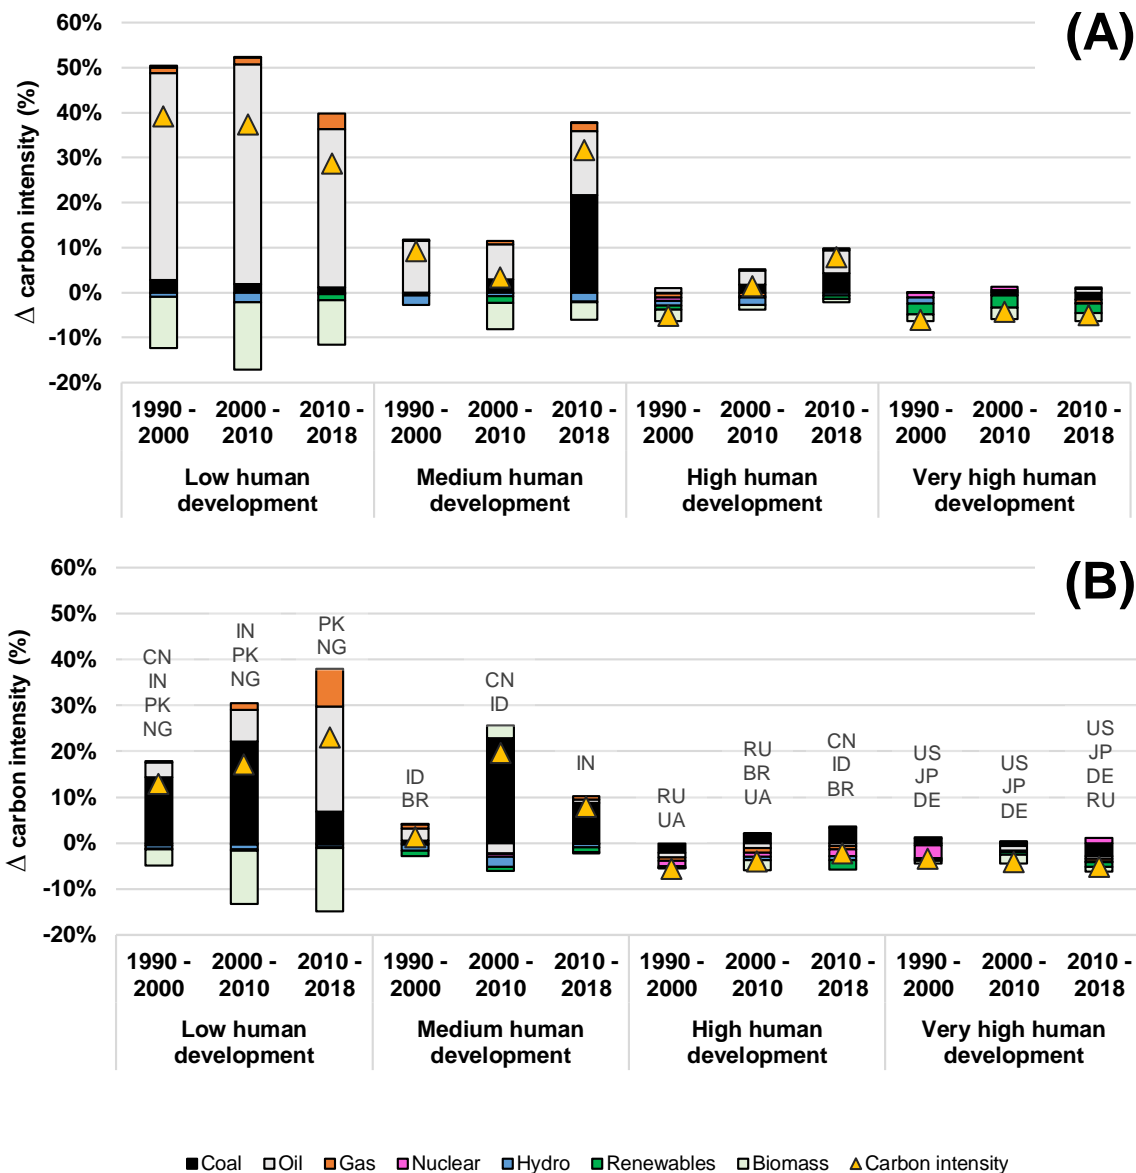 (A)
Δ carbon intensity (%)
60%
50%
40%
30%
20%
10%
0%
-10%
-20%
1990 - 2000 - 2010 - 1990 - 2000 - 2010 - 1990 - 2000 - 2010 - 1990 - 2000 - 2010 -
2000 2010 2018 2000 2010 2018 2000 2010 2018 2000 2010 2018
Low human Medium human High human Very high human
development development development development
(B)
Δ carbon intensity (%)
60%
50%
40%
30%
20%
10%
0%
-10%
-20%
CN
IN
PK
NG
IN
PK
NG
PK
NG
ID
BR
CN
ID
IN
RU
UA
RU
BR
UA
CN
ID
BR
US
JP
DE
US
JP
DE
US
JP
DE
RU
1990 - 2000 - 2010 - 1990 - 2000 - 2010 - 1990 - 2000 - 2010 - 1990 - 2000 - 2010 -
2000 2010 2018 2000 2010 2018 2000 2010 2018 2000 2010 2018
Low human Medium human High human Very high human
development development development development
Coal Oil Gas Nuclear Hydro Renewables Biomass Carbon intensity